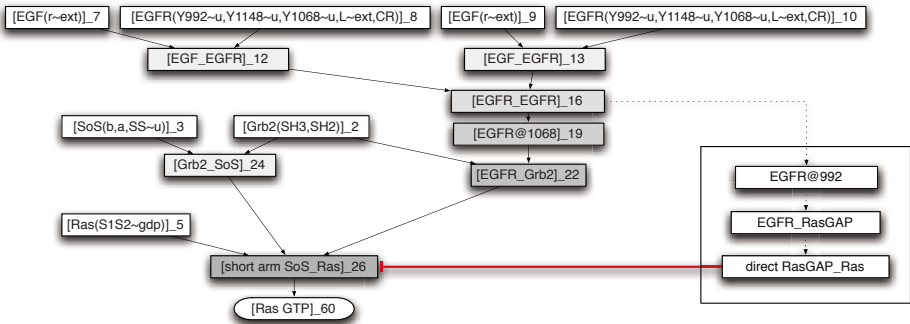 [EGF(r~ext)]_7
[EGFR(Y992~u,Y1148~u,Y1068~u,L~ext,CR)]_8
[EGF(r~ext)]_9
[EGFR(Y992~u,Y1148~u,Y1068~u,L~ext,CR)]_10
[EGF_EGFR]_12
[EGF_EGFR]_13
[EGFR_EGFR]_16
[SoS(b,a,SS~u)]_3
[Grb2(SH3,SH2)]_2
[EGFR@1068]_19
[Grb2_SoS]_24
[EGFR_Grb2]_22
EGFR@992
[Ras(S1S2~gdp)]_5
EGFR_RasGAP
[short arm SoS_Ras]_26
direct RasGAP_Ras
[Ras GTP]_60